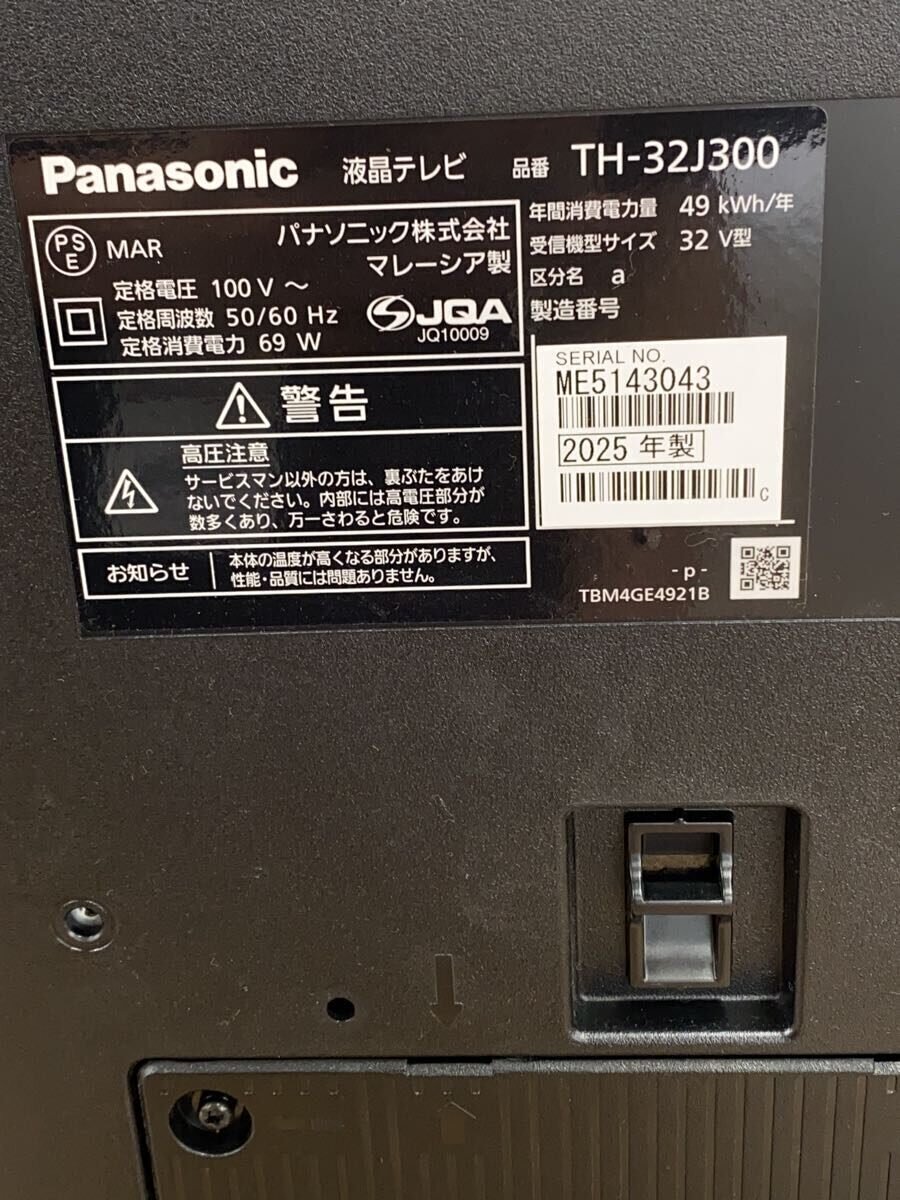 Panasonic 液晶テレビ 品番 TH-32J300
PS
E
MAR
パナソニック株式会社
マレーシア製
定格電圧 100 V ～
定格周波数 50/60 Hz
定格消費電力 69 W
JQA
JQ10009
年間消費電力量 49 kWh/年
受信機型サイズ 32 V型
区分名 a
製造番号
SERIAL NO.
ME5143043
2025 年製
C
警告
高圧注意
サービスマン以外の方は、裏ぶたをあけ
ないでください。内部には高電圧部分が
数多くあり、万一さわると危険です。
お知らせ
本体の温度が高くなる部分がありますが、
性能・品質には問題ありません。
- p -
TBM4GE4921B